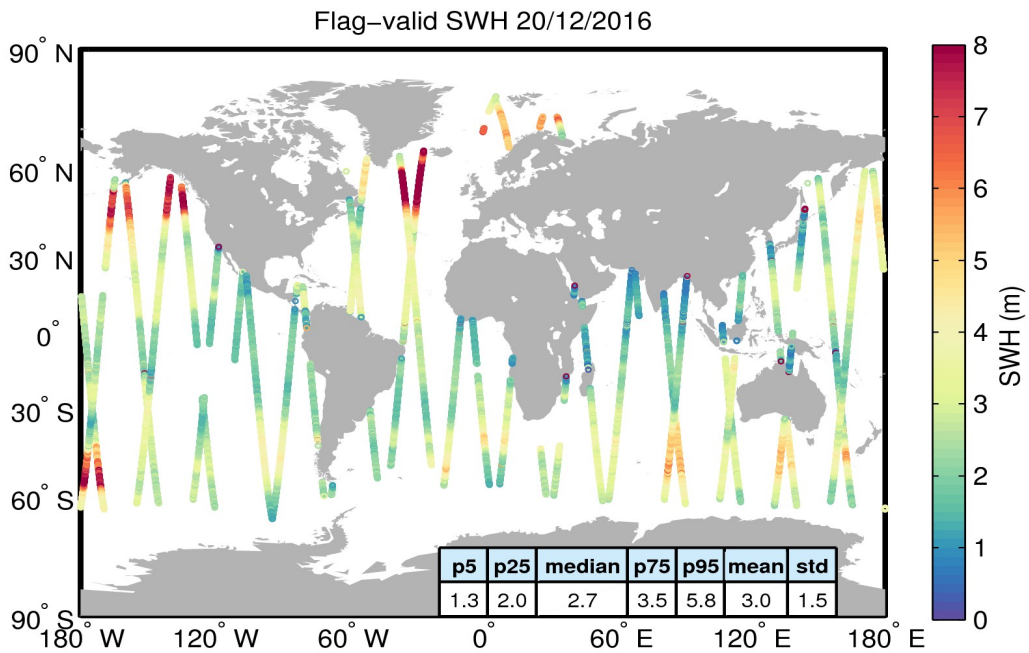 Flag−valid SWH 20/12/2016
90° N
60° N
30° N
0°
30° S
60° S
90° S
180° W
120° W
60° W
0°
60° E
120° E
180° E
8
7
6
5
4
3
2
1
0
SWH (m)
p5 p25 median p75 p95 mean std
1.3 2.0 2.7 3.5 5.8 3.0 1.5